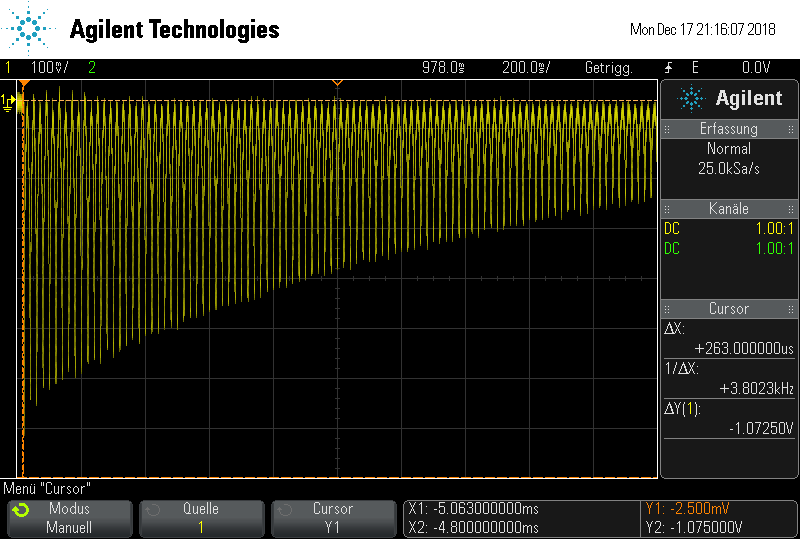 Agilent Technologies
Mon Dec 17 21:16:07 2018
1 100mV/ 2 978.0ms 200.0ms/ Getrigg. E 0.0V
1
Agilent
Erfassung
Normal
25.0kSa/s
Kanäle
DC 1.00:1
DC 1.00:1
Cursor
ΔX:
+263.000000us
1/ΔX:
+3.8023kHz
ΔY(1):
-1.07250V
Menü "Cursor"
Modus
Manuell
Quelle
1
Cursor
Y1
X1: -5.063000000ms
X2: -4.800000000ms
Y1: -2.500mV
Y2: -1.075000V